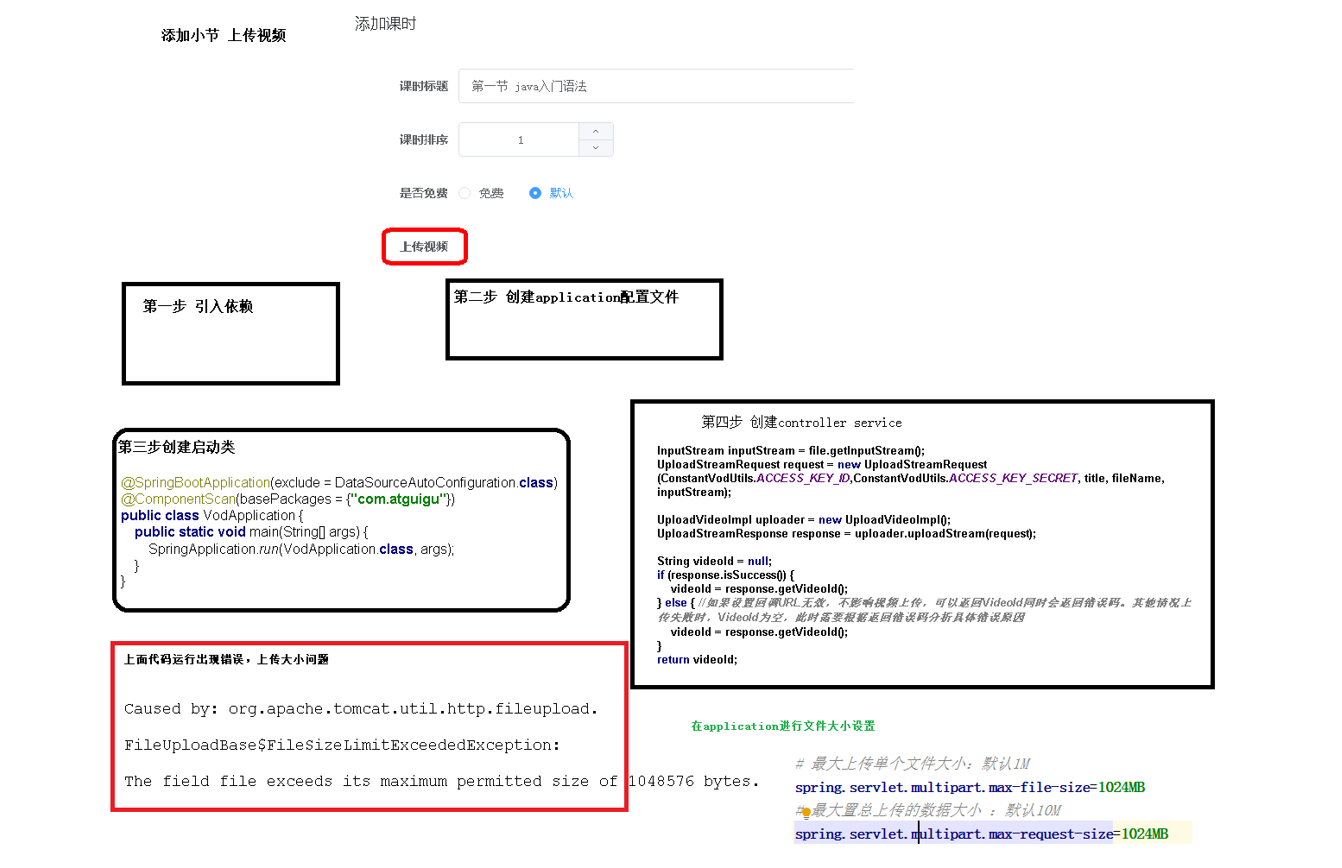 添加小节 上传视频
添加课时
课时标题 第一节 java入门语法
课时排序 1
是否免费 免费 默认
上传视频
第一步 引入依赖
第二步 创建application配置文件
第三步创建启动类
@SpringBootApplication(exclude = DataSourceAutoConfiguration.class)
@ComponentScan(basePackages = {"com.atguigu"})
public class VodApplication {
public static void main(String[] args) {
SpringApplication.run(VodApplication.class, args);
}
}
第四步 创建controller service
InputStream inputStream = file.getInputStream();
UploadStreamRequest request = new UploadStreamRequest
(ConstantVodUtils.ACCESS_KEY_ID,ConstantVodUtils.ACCESS_KEY_SECRET, title, fileName,
inputStream);
UploadVideoImpl uploader = new UploadVideoImpl();
UploadStreamResponse response = uploader.uploadStream(request);
String videoId = null;
if (response.isSuccess()) {
videoId = response.getVideoId();
} else { //如果设置回调URL无效，不影响视频上传，可以返回VideoId同时会返回错误码。其他情况上
传失败时，VideoId为空，此时需要根据返回错误码分析具体错误原因
videoId = response.getVideoId();
}
return videoId;
上面代码运行出现错误，上传大小问题
Caused by: org.apache.tomcat.util.http.fileupload.
FileUploadBase$FileSizeLimitExceededException:
The field file exceeds its maximum permitted size of 1048576 bytes.
在application进行文件大小设置
# 最大上传单个文件大小：默认1M
spring.servlet.multipart.max-file-size=1024MB
# 最大置总上传的数据大小 ：默认10M
spring.servlet.multipart.max-request-size=1024MB